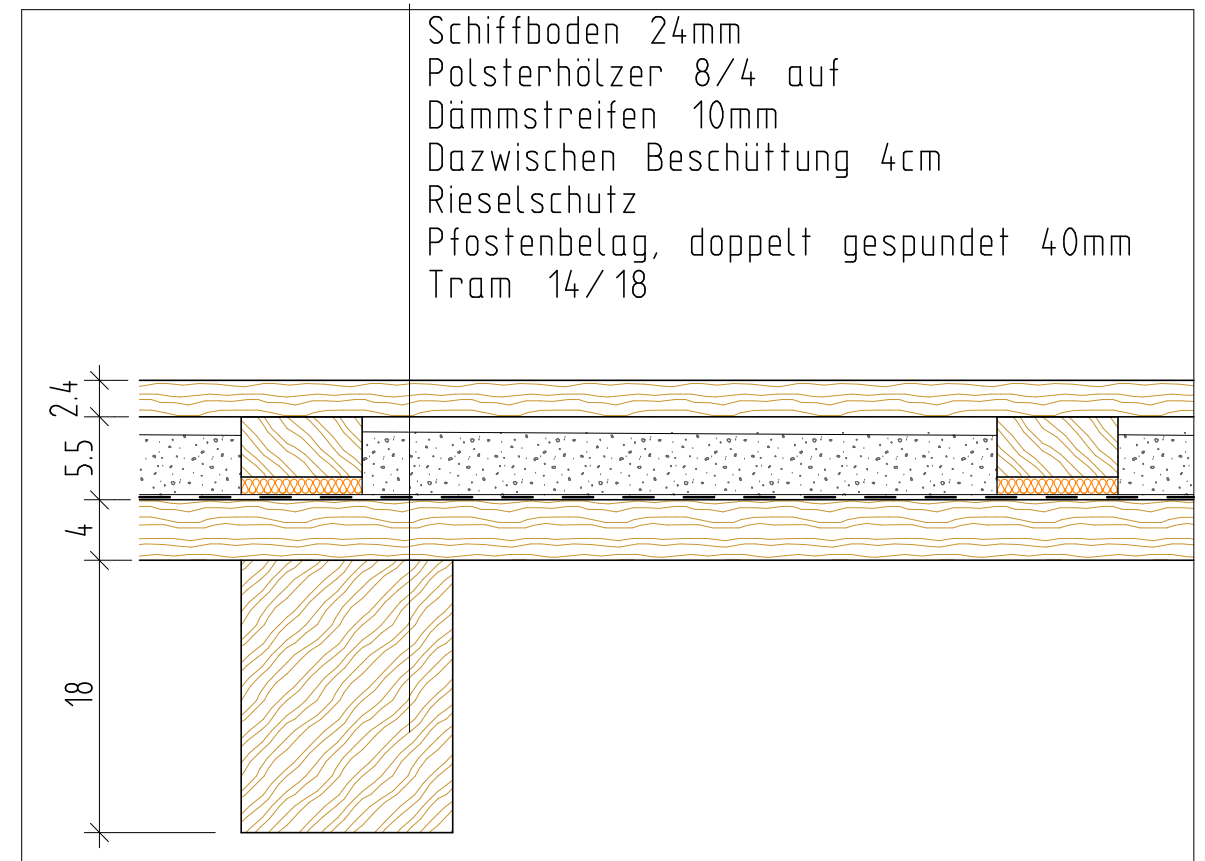 Schiffboden 24mm
Polsterhölzer 8/4 auf
Dämmstreifen 10mm
Dazwischen Beschüttung 4cm
Rieselschutz
Pfostenbelag, doppelt gespundet 40mm
Tram 14/18
2.4
5.5
4
18